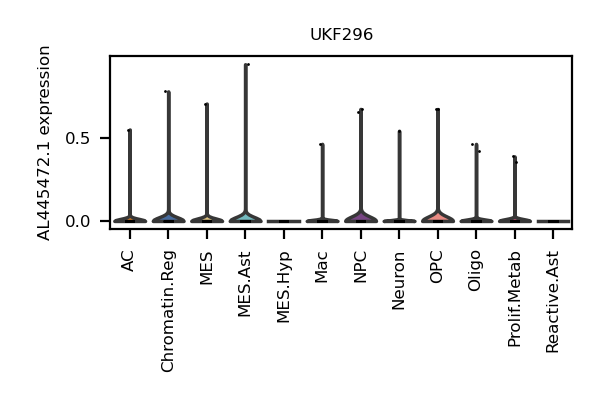 UKF296
AL445472.1 expression
0.5
0.0
AC
Chromatin.Reg
MES
MES.Ast
MES.Hyp
Mac
NPC
Neuron
OPC
Oligo
Prolif.Metab
Reactive.Ast